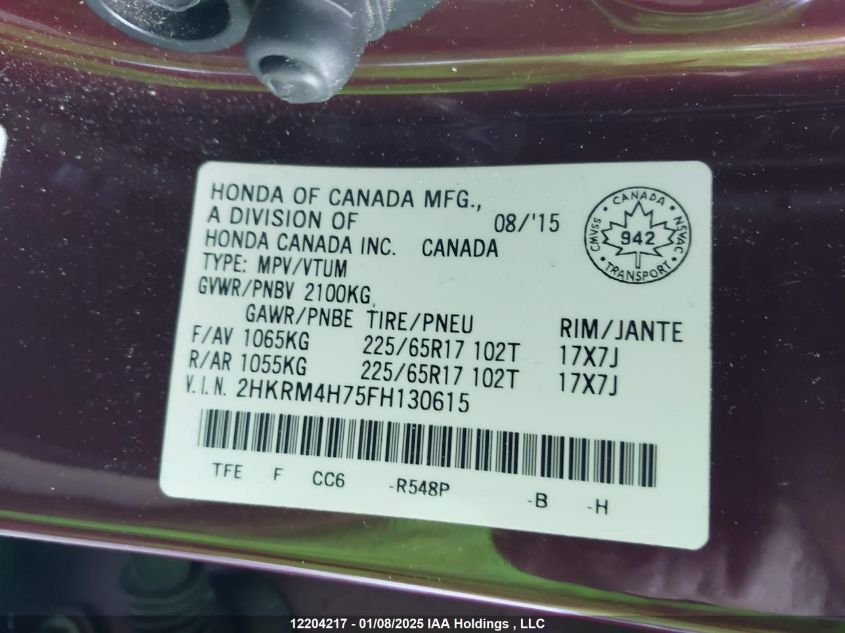 HONDA OF CANADA MFG.,
A DIVISION OF 08/'15
HONDA CANADA INC. CANADA
TYPE: MPV/VTUM
GVWR/PNBV 2100KG
GAWR/PNBE TIRE/PNEU RIM/JANTE
F/AV 1065KG 225/65R17 102T 17X7J
R/AR 1055KG 225/65R17 102T 17X7J
V.I.N. 2HKRM4H75FH130615
TFE F CC6 -R548P -B -H
CANADA
CMVSS 942 NSVAC
TRANSPORT
12204217 - 01/08/2025 IAA Holdings , LLC